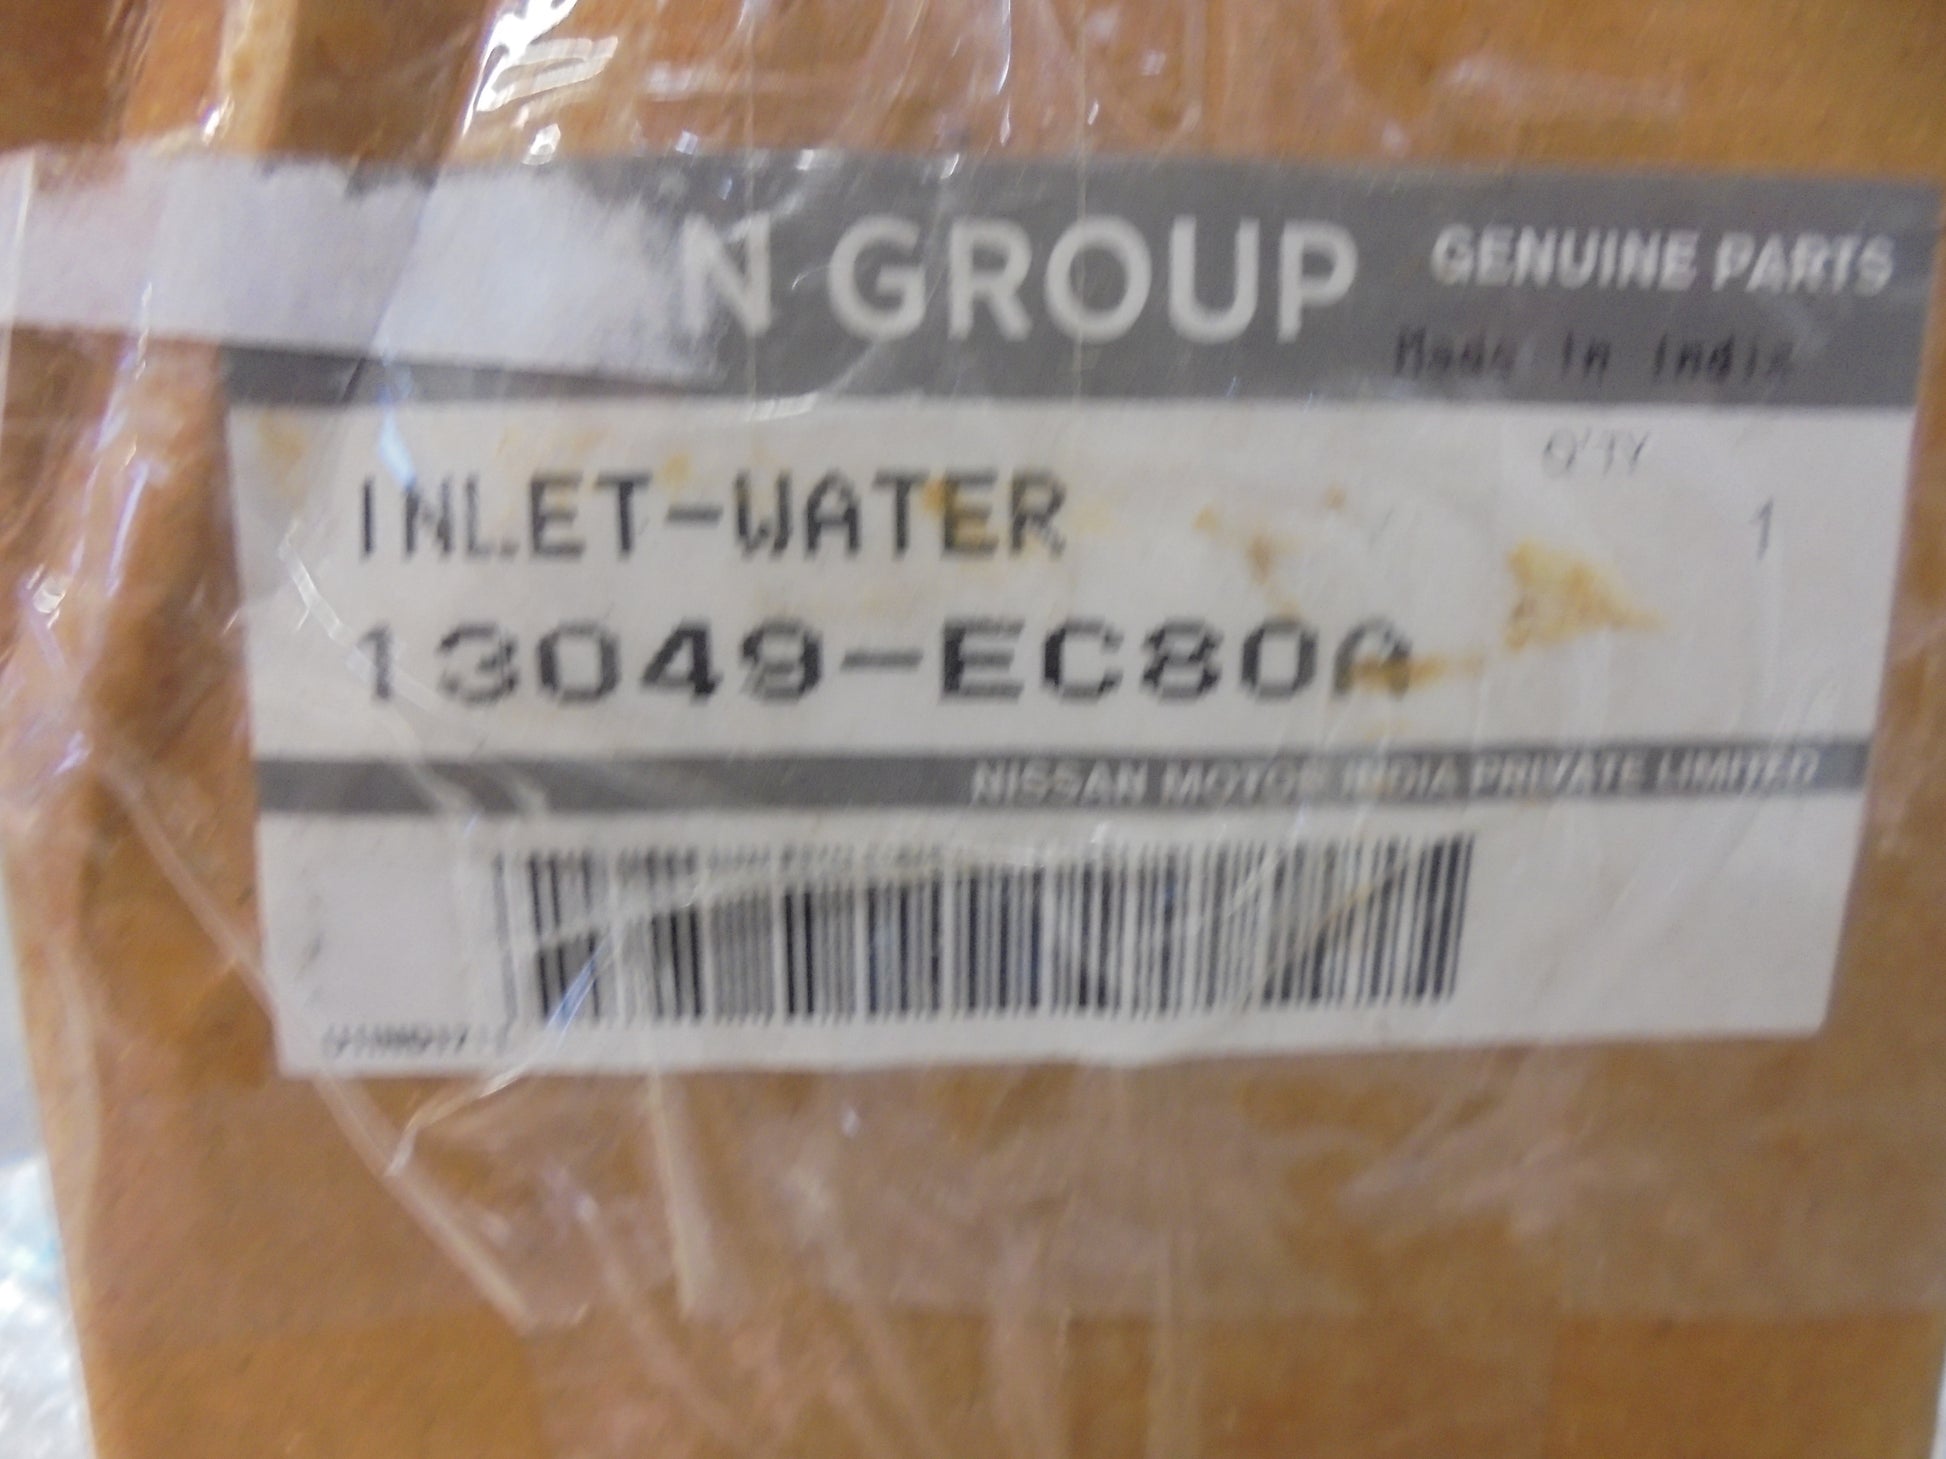 N GROUP GENUINE PARTS
Made in India
Q'TY
INLET-WATER 1
13049-EC80A
NISSAN MOTOR INDIA PRIVATE LIMITED